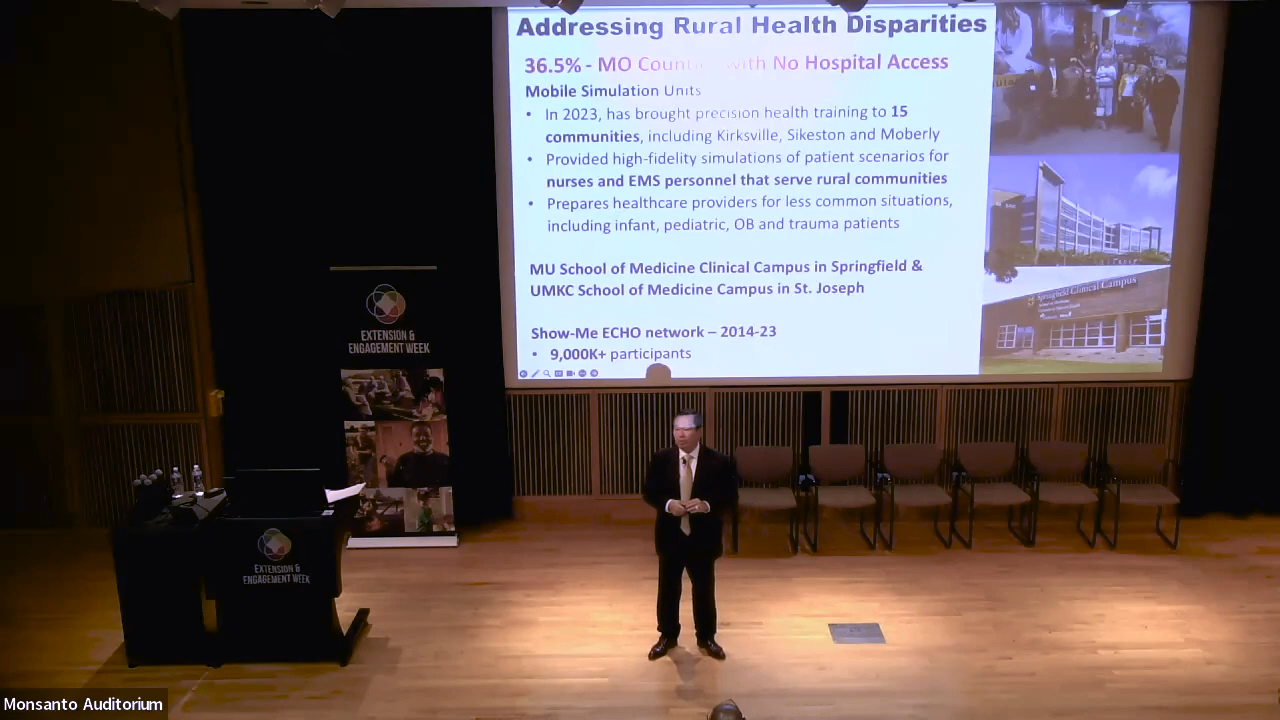 Addressing Rural Health Disparities
36.5% - MO Coun with No Hospital Access
Mobile Simulation Units
• In 2023, has brought precision health training to 15
communities, including Kirksville, Sikeston and Moberly
• Provided high-fidelity simulations of patient scenarios for
nurses and EMS personnel that serve rural communities
• Prepares healthcare providers for less common situations,
including infant, pediatric, OB and trauma patients
MU School of Medicine Clinical Campus in Springfield &
UMKC School of Medicine Campus in St. Joseph
Show-Me ECHO network – 2014-23
• 9,000K+ participants
Springfield Clinical Campus
EXTENSION &
ENGAGEMENT WEEK
EXTENSION &
ENGAGEMENT WEEK
Monsanto Auditorium